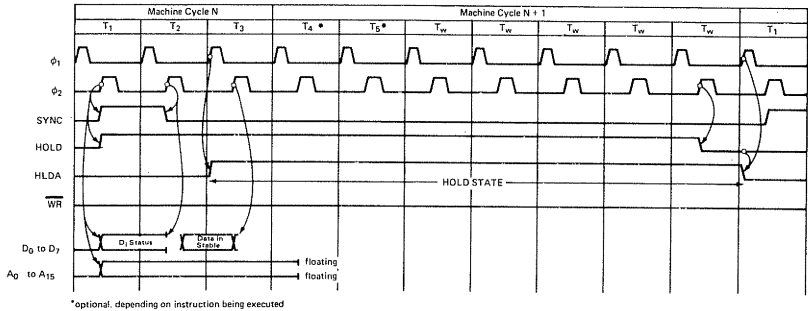 Machine Cycle N
Machine Cycle N + 1
T1 T2 T3 T4 * T5 * Tw Tw Tw Tw Tw T1
ϕ1
ϕ2
SYNC
HOLD
HLDA
HOLD STATE
WR
Di Status
Data in Stable
D0 to D7
floating
A0 to A15
floating
*optional, depending on instruction being executed